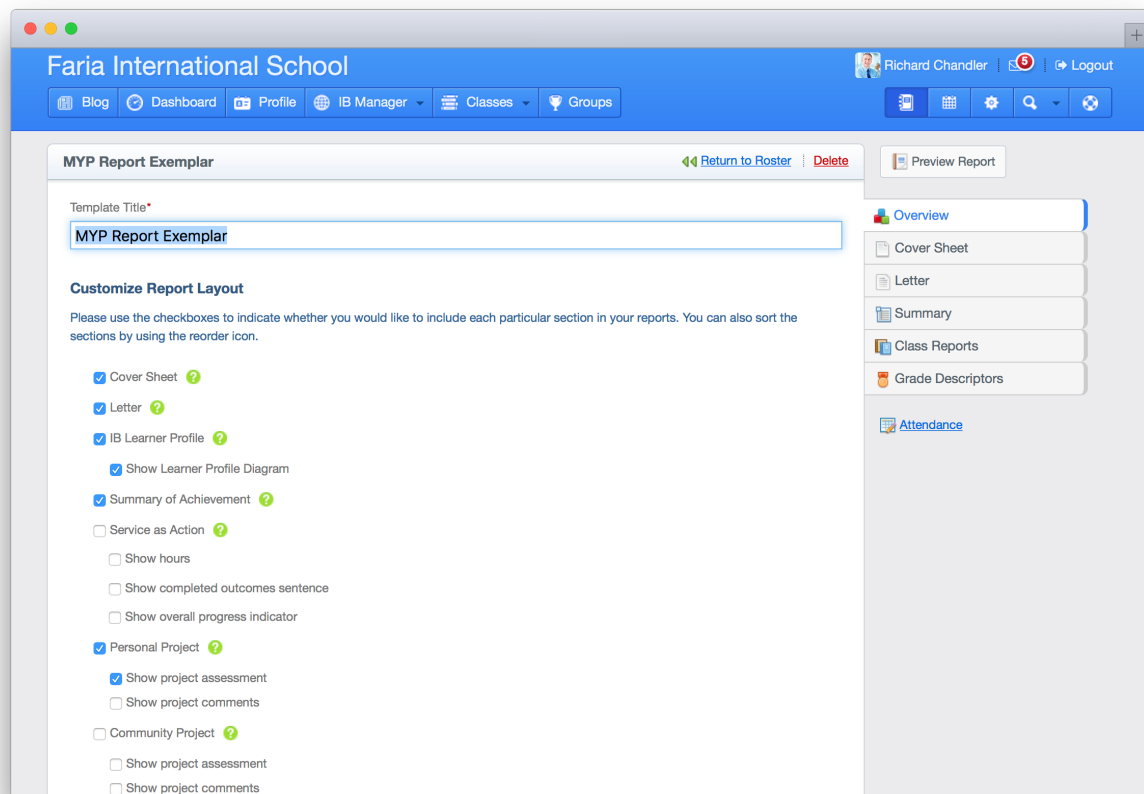 Faria International School
Richard Chandler
5
Logout
Blog
Dashboard
Profile
IB Manager
Classes
Groups
MYP Report Exemplar
Return to Roster
Delete
Preview Report
Template Title*
MYP Report Exemplar
Overview
Cover Sheet
Letter
Summary
Class Reports
Grade Descriptors
Attendance
Customize Report Layout
Please use the checkboxes to indicate whether you would like to include each particular section in your reports. You can also sort the
sections by using the reorder icon.
Cover Sheet ?
Letter ?
IB Learner Profile ?
Show Learner Profile Diagram
Summary of Achievement ?
Service as Action ?
Show hours
Show completed outcomes sentence
Show overall progress indicator
Personal Project ?
Show project assessment
Show project comments
Community Project ?
Show project assessment
Show project comments